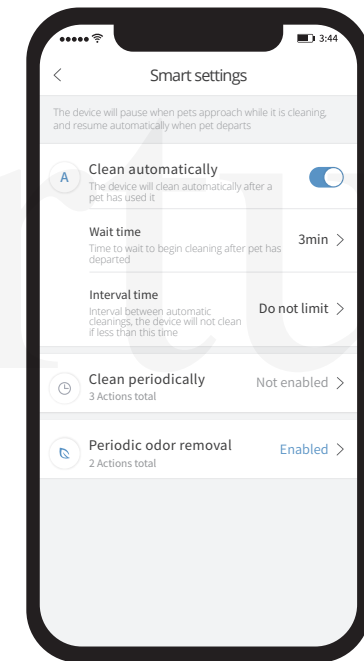 3:44
Smart settings
The device will pause when pets approach while it is cleaning,
and resume automatically when pet departs
A
Clean automatically
The device will clean automatically after a
pet has used it
Wait time
Time to wait to begin cleaning after pet has
departed
3min
Interval time
Interval between automatic
cleanings, the device will not clean
if less than this time
Do not limit
Clean periodically
3 Actions total
Not enabled
Periodic odor removal
2 Actions total
Enabled